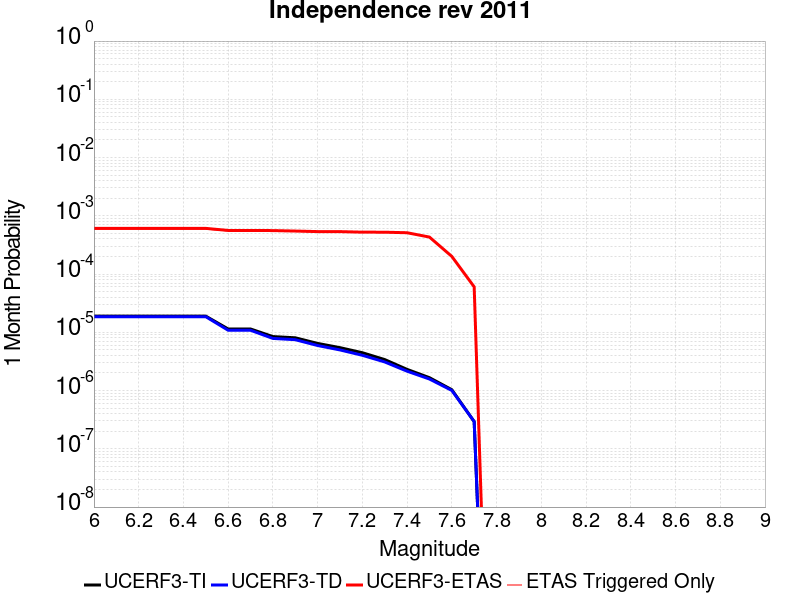 Independence rev 2011
1 Month Probability
10^0
10^-1
10^-2
10^-3
10^-4
10^-5
10^-6
10^-7
10^-8
6 6.2 6.4 6.6 6.8 7 7.2 7.4 7.6 7.8 8 8.2 8.4 8.6 8.8 9
Magnitude
UCERF3-TI UCERF3-TD UCERF3-ETAS ETAS Triggered Only